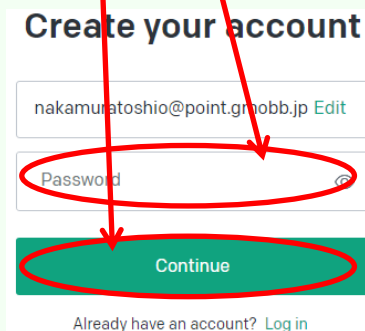 Create your account
nakamuratoshio@point.gmobb.jp Edit
Password
Continue
Already have an account? Log in